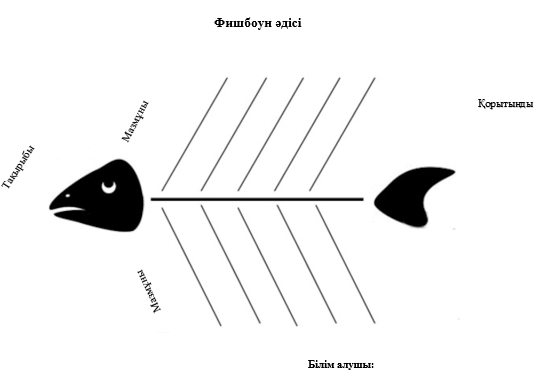 Фишбоун әдісі
Тақырыбы
Мазмұны
Қорытынды
Мазмұны
Білім алушы: